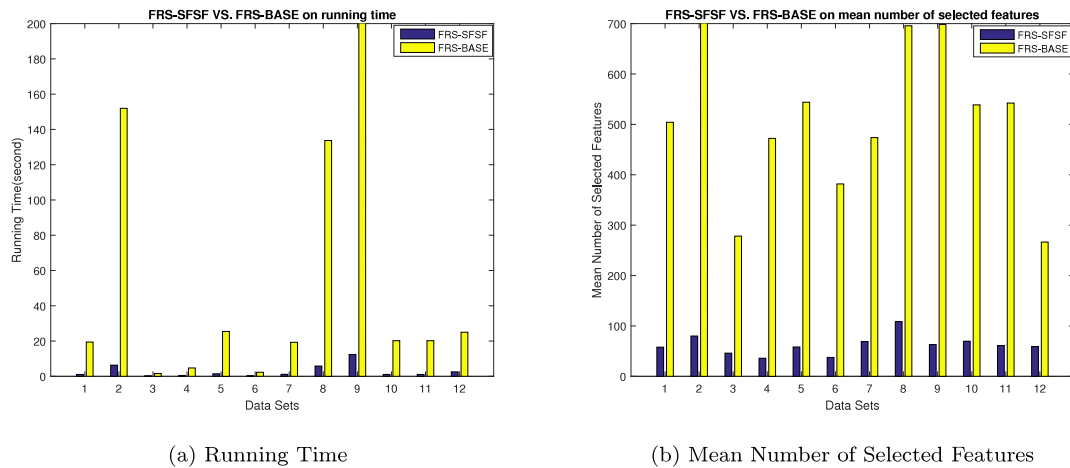 FRS-SFSF VS. FRS-BASE on running time
FRS-SFSF
FRS-BASE
Running Time(second)
200
180
160
140
120
100
80
60
40
20
0
1 2 3 4 5 6 7 8 9 10 11 12
Data Sets
(a) Running Time
FRS-SFSF VS. FRS-BASE on mean number of selected features
FRS-SFSF
FRS-BASE
Mean Number of Selected Features
700
600
500
400
300
200
100
0
1 2 3 4 5 6 7 8 9 10 11 12
Data Sets
(b) Mean Number of Selected Features